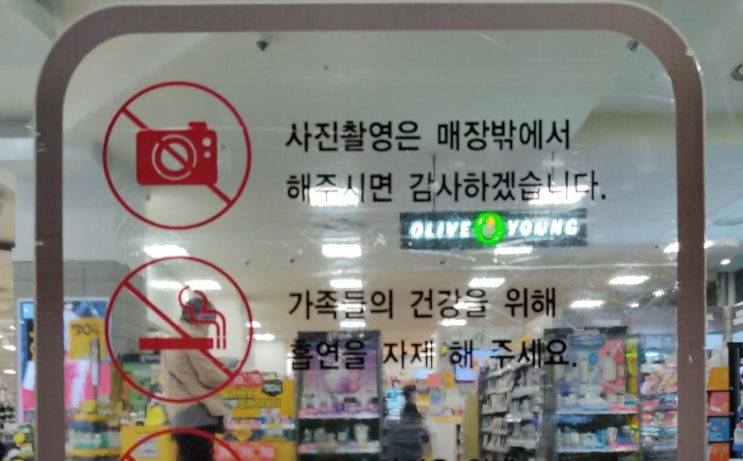 사진촬영은 매장밖에서
해주시면 감사하겠습니다.
OLIVE YOUNG
가족들의 건강을 위해
흡연을 자제 해 주세요.